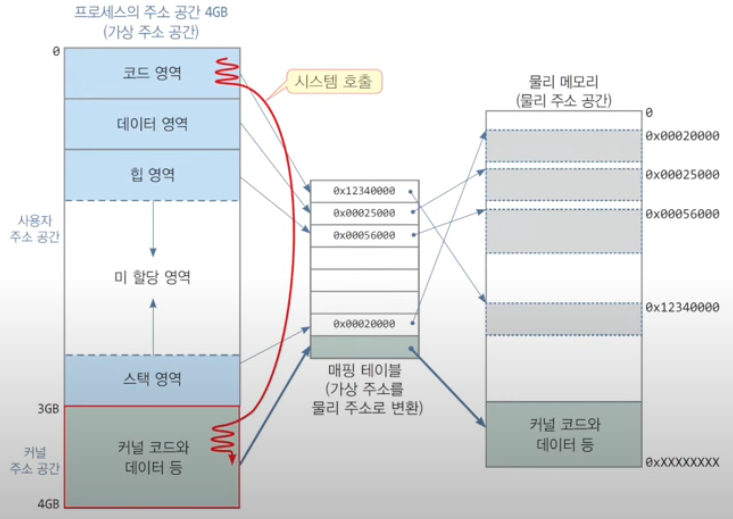 프로세스의 주소 공간 4GB
(가상 주소 공간)
0
코드 영역
데이터 영역
힙 영역
사용자
주소 공간
미 할당 영역
스택 영역
3GB
커널
주소 공간
커널 코드와
데이터 등
4GB
시스템 호출
0x12340000
0x00025000
0x00056000
0x00020000
매핑 테이블
(가상 주소를
물리 주소로 변환)
물리 메모리
(물리 주소 공간)
0
0x00020000
0x00025000
0x00056000
0x12340000
커널 코드와
데이터 등
0xXXXXXXXX